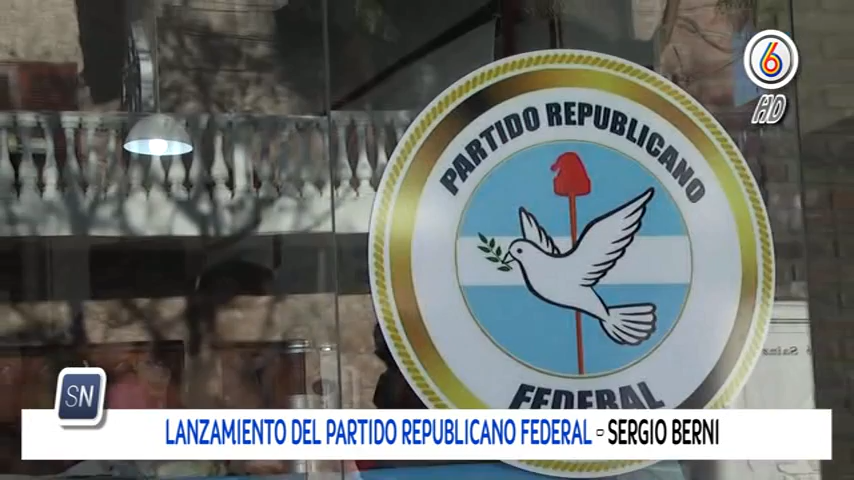 6
HD
PARTIDO REPUBLICANO
FEDERAL
SN
LANZAMIENTO DEL PARTIDO REPUBLICANO FEDERAL - SERGIO BERNI